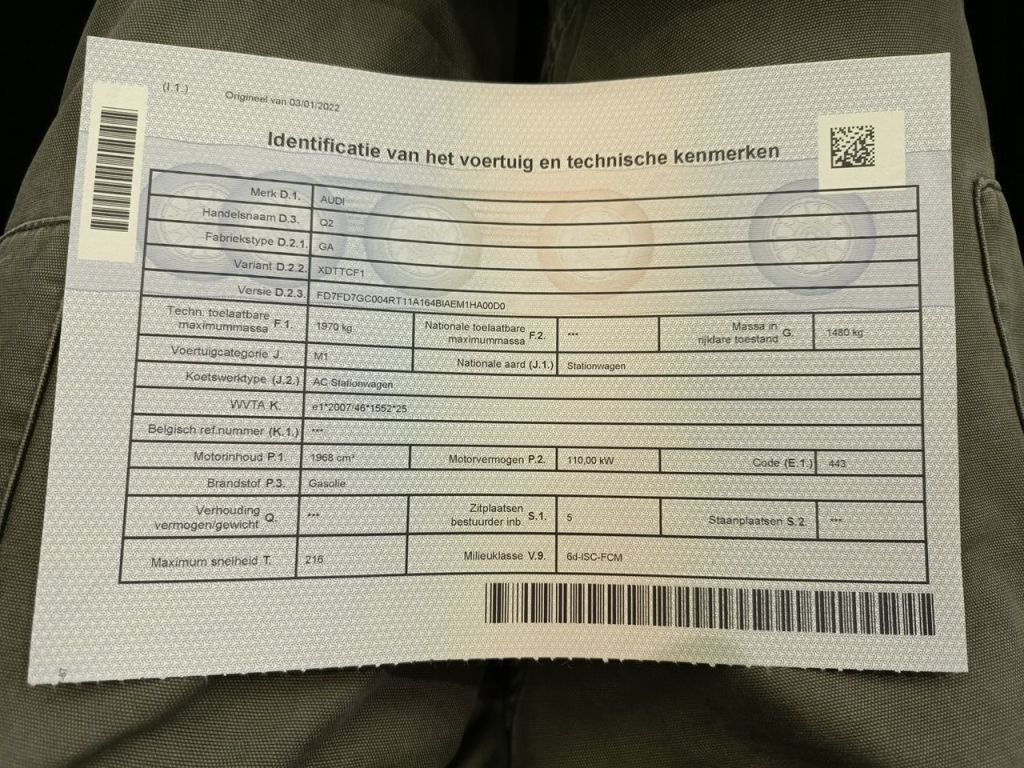 (I.1.)
Origineel van 03/01/2022
Identificatie van het voertuig en technische kenmerken
Merk D.1. AUDI
Handelsnaam D.3. Q2
Fabriekstype D.2.1. GA
Variant D.2.2. XDTTCF1
Versie D.2.3. FD7FD7GC004RT11A164BIAEM1HA00D0
Techn. toelaatbare
maximummassa F.1. 1970 kg Nationale toelaatbare
maximummassa F.2. *** Massa in
rijklare toestand G. 1480 kg
Voertuigcategorie J. M1 Nationale aard (J.1.) Stationwagen
Koetswerktype (J.2.) AC Stationwagen
WVTA K. e1*2007/46*1552*25
Belgisch ref.nummer (K.1.) ***
Motorinhoud P.1. 1968 cm³ Motorvermogen P.2. 110,00 kW Code (E.1.) 443
Brandstof P.3. Gasolie
Verhouding
vermogen/gewicht Q. *** Zitplaatsen
bestuurder inb. S.1. 5 Staanplaatsen S.2. ***
Maximum snelheid T. 216 Milieuklasse V.9. 6d-ISC-FCM